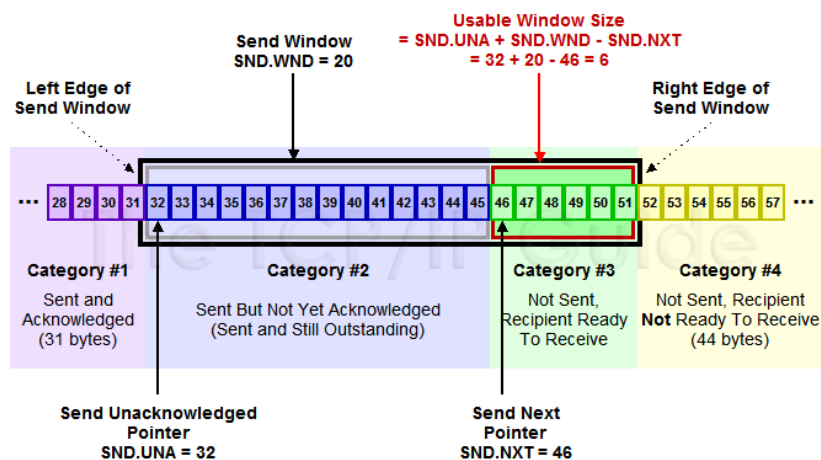 Usable Window Size
= SND.UNA + SND.WND - SND.NXT
= 32 + 20 - 46 = 6
Send Window
SND.WND = 20
Left Edge of
Send Window
Right Edge of
Send Window
... 28 29 30 31 32 33 34 35 36 37 38 39 40 41 42 43 44 45 46 47 48 49 50 51 52 53 54 55 56 57 ...
The TCP/IP Guide
Category #1
Sent and
Acknowledged
(31 bytes)
Category #2
Sent But Not Yet Acknowledged
(Sent and Still Outstanding)
Category #3
Not Sent,
Recipient Ready
To Receive
Category #4
Not Sent, Recipient
Not Ready To Receive
(44 bytes)
Send Unacknowledged
Pointer
SND.UNA = 32
Send Next
Pointer
SND.NXT = 46